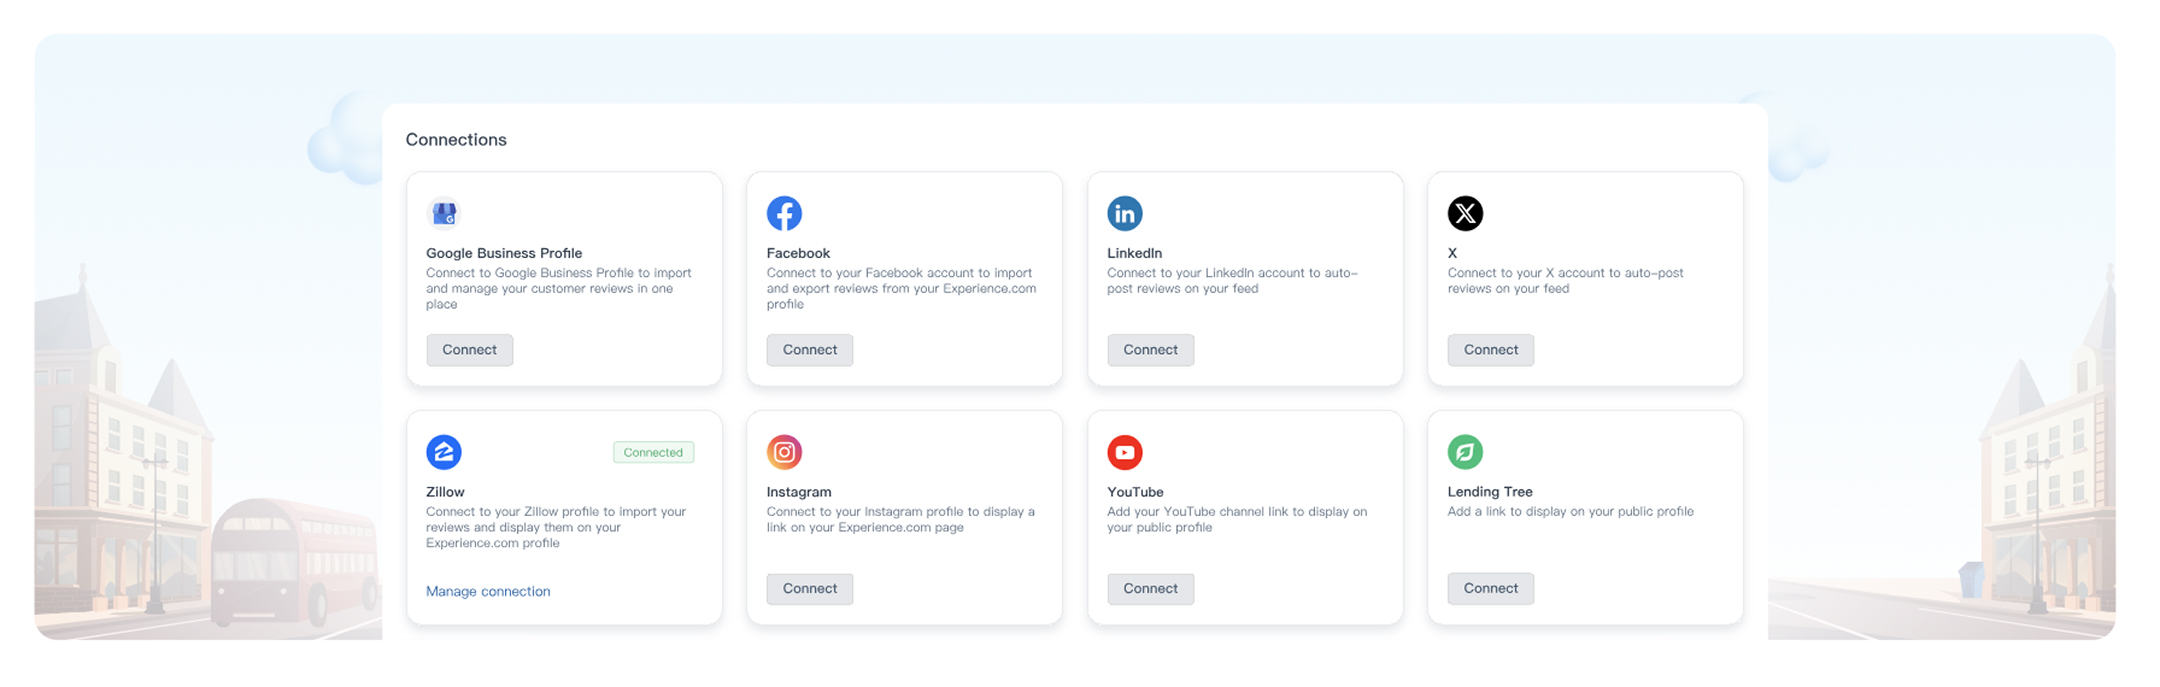 Connections
Google Business Profile
Connect to Google Business Profile to import
and manage your customer reviews in one
place
Connect
Facebook
Connect to your Facebook account to import
and export reviews from your Experience.com
profile
Connect
LinkedIn
Connect to your LinkedIn account to auto-
post reviews on your feed
Connect
X
Connect to your X account to auto-post
reviews on your feed
Connect
Connected
Zillow
Connect to your Zillow profile to import your
reviews and display them on your
Experience.com profile
Manage connection
Instagram
Connect to your Instagram profile to display a
link on your Experience.com page
Connect
YouTube
Add your YouTube channel link to display on
your public profile
Connect
Lending Tree
Add a link to display on your public profile
Connect